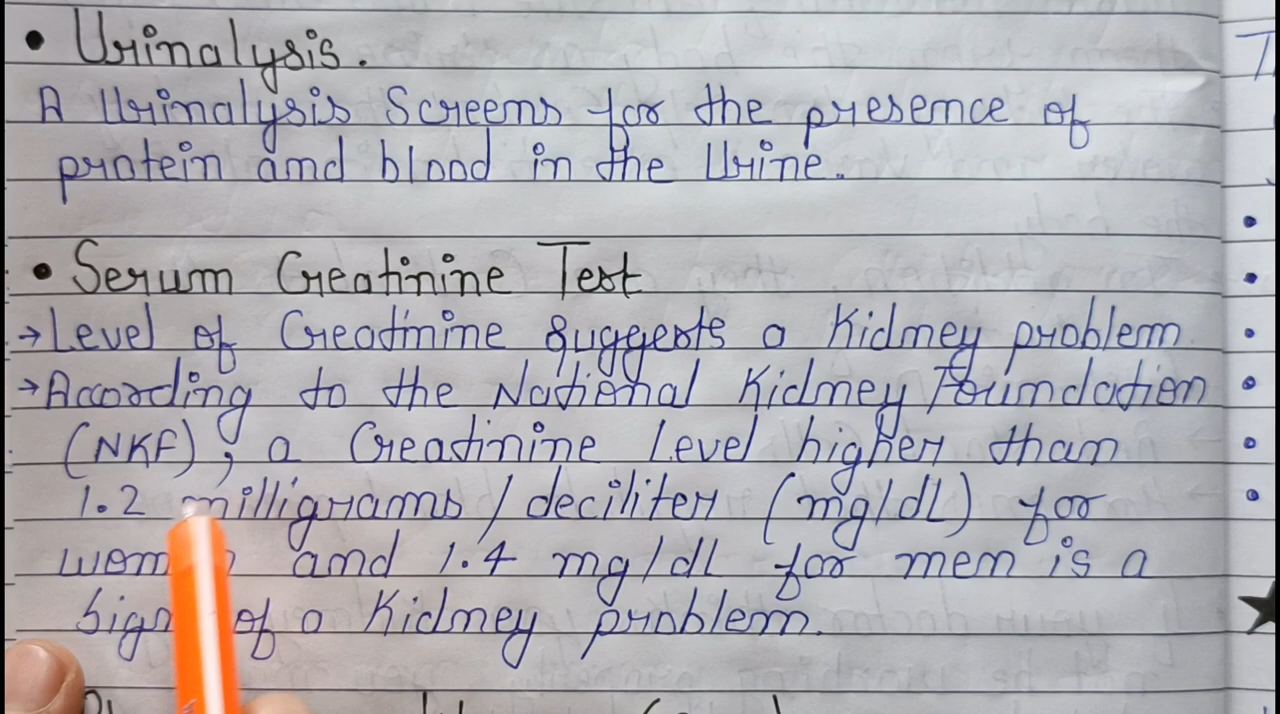 • Urinalysis.
A Urinalysis Screens for the presence of
protein and blood in the Urine.
• Serum Creatinine Test
→ Level of Creatinine Suggests a Kidney problem
→ According to the National Kidney Foundation
(NKF), a Creatinine Level higher than
1.2 milligrams / deciliter (mg/dL) for
and 1.4 mg/dL for men is a
Sign of a Kidney problem.